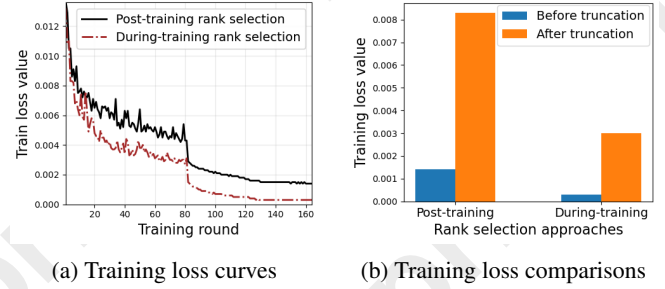 Post-training rank selection
During-training rank selection
0.012
0.010
0.008
0.006
0.004
0.002
0.000
20
40
60
80
100
120
140
160
Train loss value
Training round
(a) Training loss curves
Before truncation
After truncation
0.008
0.007
0.006
0.005
0.004
0.003
0.002
0.001
0.000
Training loss value
Post-training
During-training
Rank selection approaches
(b) Training loss comparisons